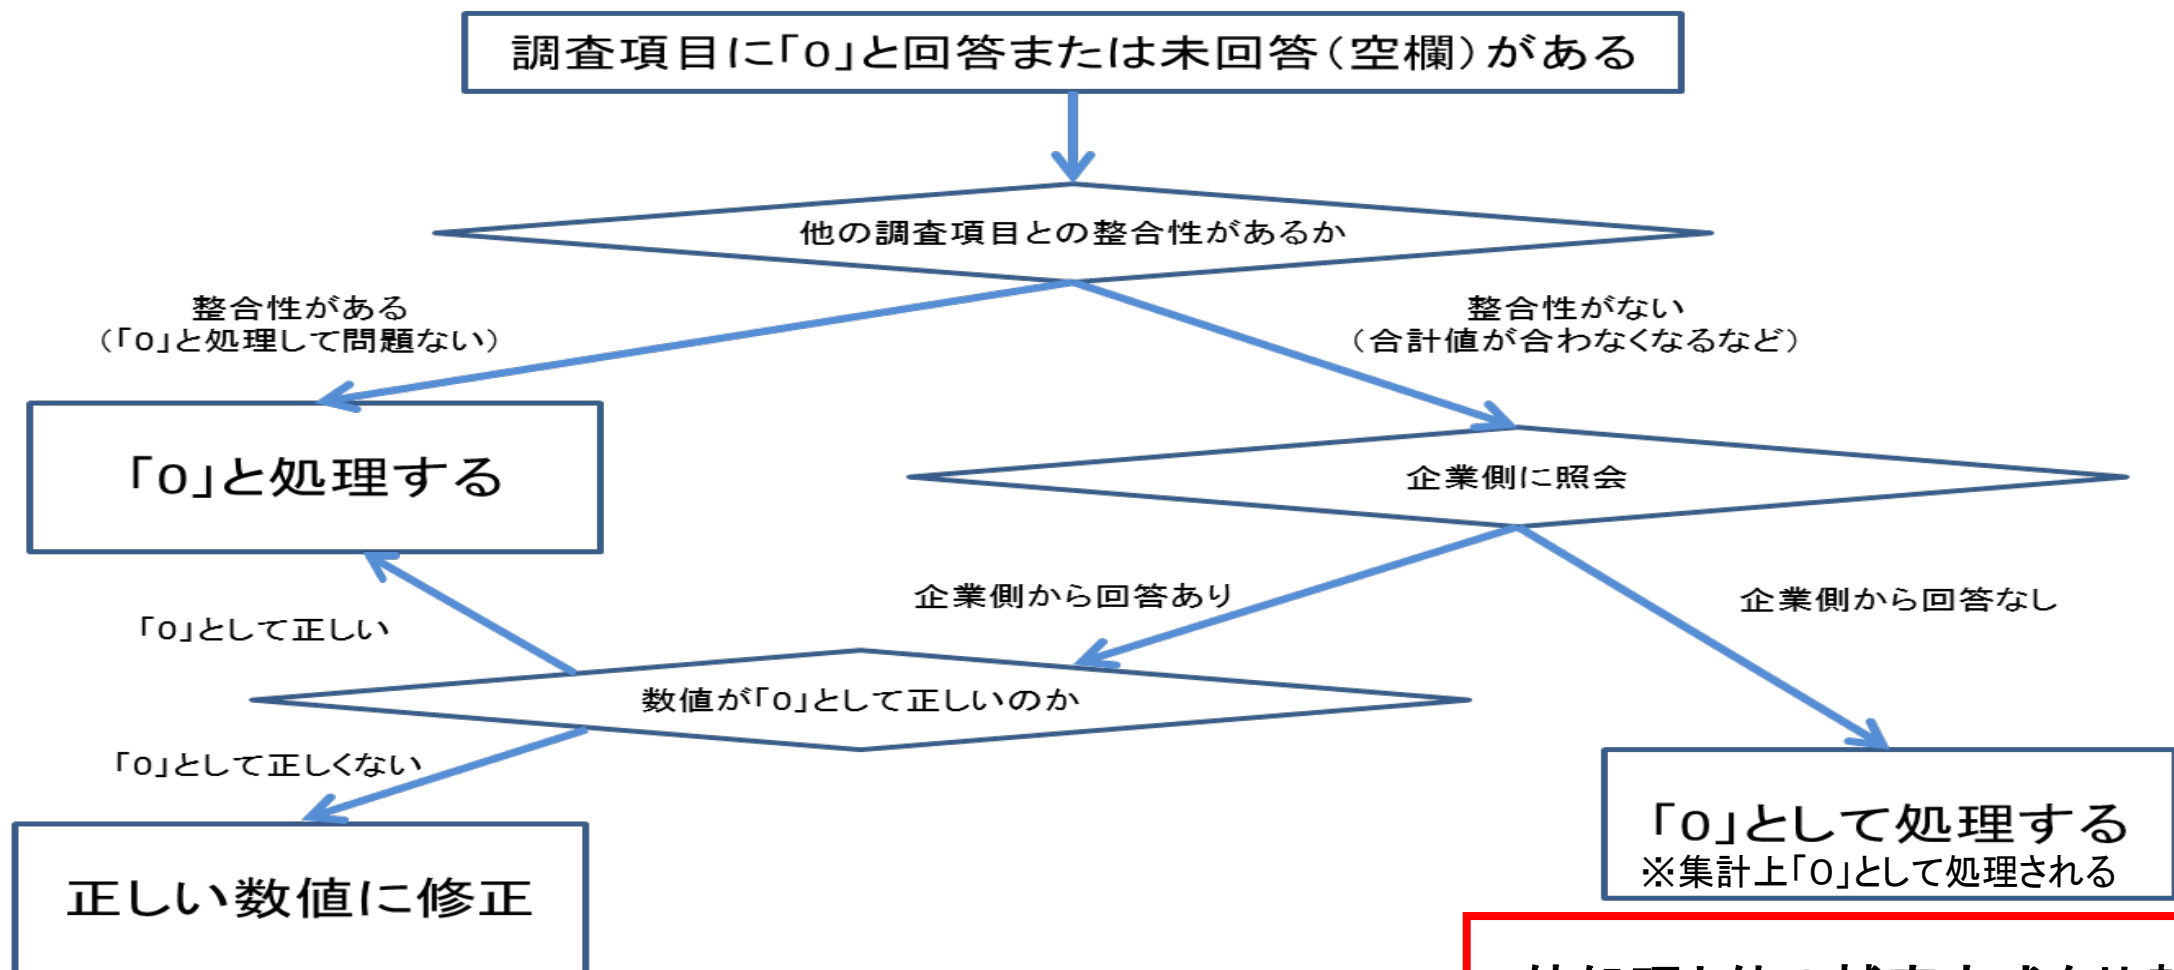 調査項目に「0」と回答または未回答（空欄）がある
他の調査項目との整合性があるか
整合性がある
（「0」と処理して問題ない）
整合性がない
（合計値が合わなくなるなど）
「0」と処理する
企業側に照会
企業側から回答あり
企業側から回答なし
「0」として正しい
数値が「0」として正しいのか
「0」として正しくない
「0」として処理する
※集計上「0」として処理される
正しい数値に修正